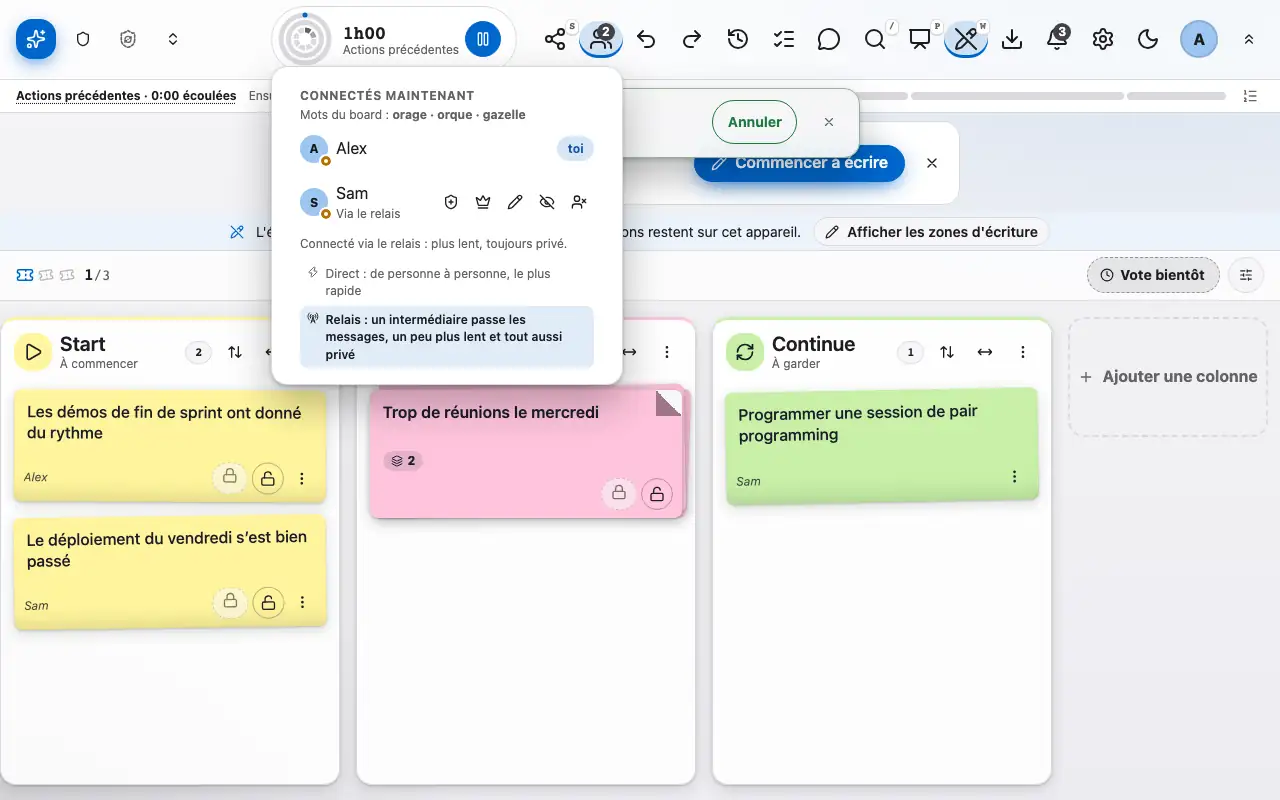 1h00
Actions précédentes
S
2
/
P
W
3
A
Actions précédentes · 0:00 écoulées
CONNECTÉS MAINTENANT
Mots du board : orage · orque · gazelle
A
Alex
toi
S
Sam
Via le relais
Connecté via le relais : plus lent, toujours privé.
Direct : de personne à personne, le plus
rapide
Relais : un intermédiaire passe les
messages, un peu plus lent et tout aussi
privé
Annuler
Commencer à écrire
restent sur cet appareil.
Afficher les zones d'écriture
1/3
Vote bientôt
Start
À commencer
2
Les démos de fin de sprint ont donné
du rythme
Alex
Le déploiement du vendredi s'est bien
passé
Sam
Trop de réunions le mercredi
2
Continue
À garder
1
Programmer une session de pair
programming
Sam
+ Ajouter une colonne